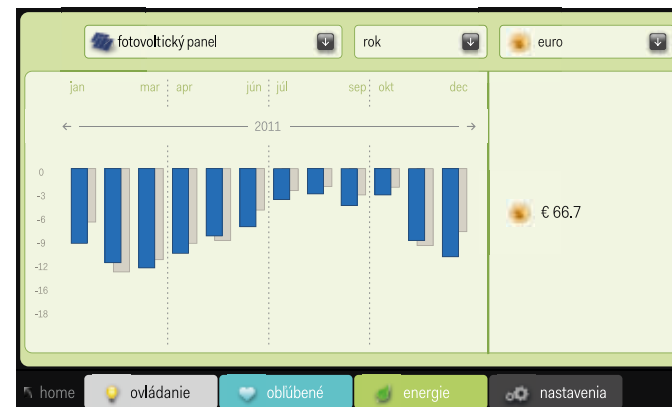 fotovoltický panel
rok
euro
jan mar apr jún júl sep okt dec
← 2011 →
0
-3
-6
-9
-12
-16
-18
€ 66.7
home ovládanie obľúbené energie nastavenia